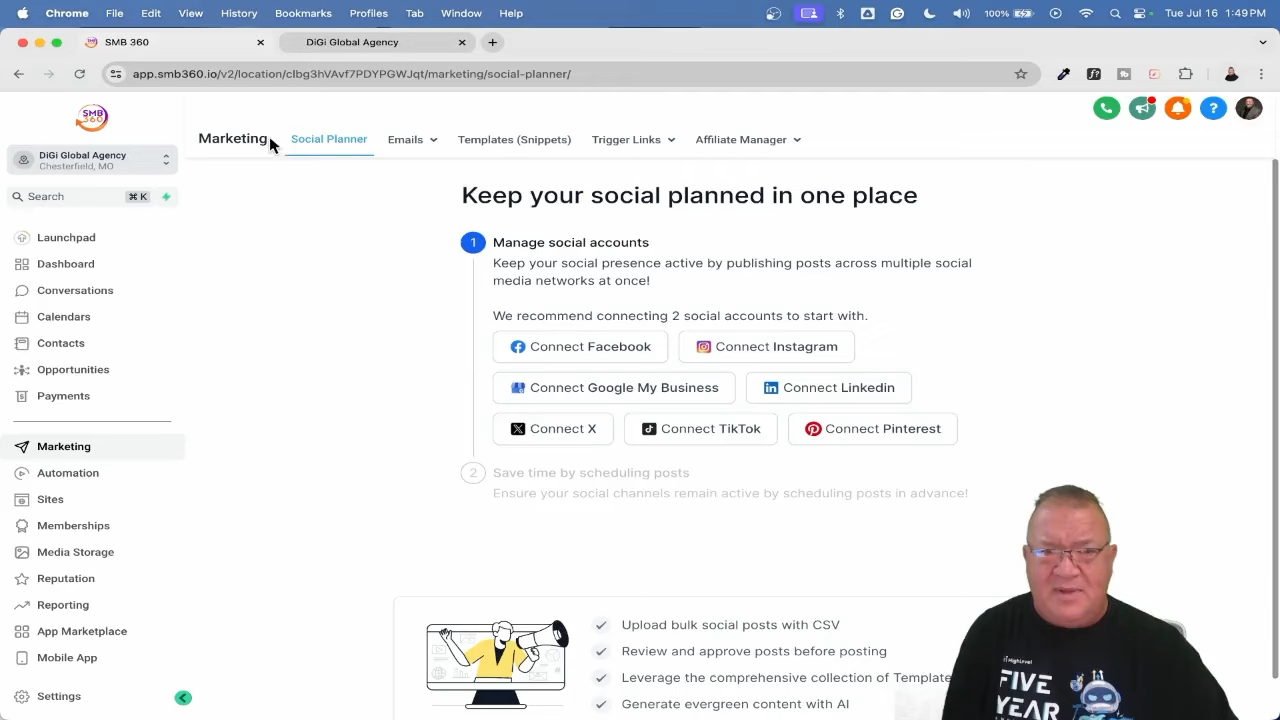 Chrome File Edit View History Bookmarks Profiles Tab Window Help 100% Tue Jul 16 1:49 PM
SMB 360 DiGi Global Agency
app.smb360.io/v2/location/clbg3hVAvf7PDYPGWJqt/marketing/social-planner/
SMB
360
DiGi Global Agency
Chesterfield, MO
Search ⌘ K
Launchpad
Dashboard
Conversations
Calendars
Contacts
Opportunities
Payments
Marketing
Automation
Sites
Memberships
Media Storage
Reputation
Reporting
App Marketplace
Mobile App
Settings
Marketing Social Planner Emails Templates (Snippets) Trigger Links Affiliate Manager
Keep your social planned in one place
1 Manage social accounts
Keep your social presence active by publishing posts across multiple social
media networks at once!
We recommend connecting 2 social accounts to start with.
Connect Facebook Connect Instagram
Connect Google My Business Connect Linkedin
Connect X Connect TikTok Connect Pinterest
2 Save time by scheduling posts
Ensure your social channels remain active by scheduling posts in advance!
Upload bulk social posts with CSV
Review and approve posts before posting
Leverage the comprehensive collection of Template
Generate evergreen content with AI
HighLevel
FIVE
YEAR